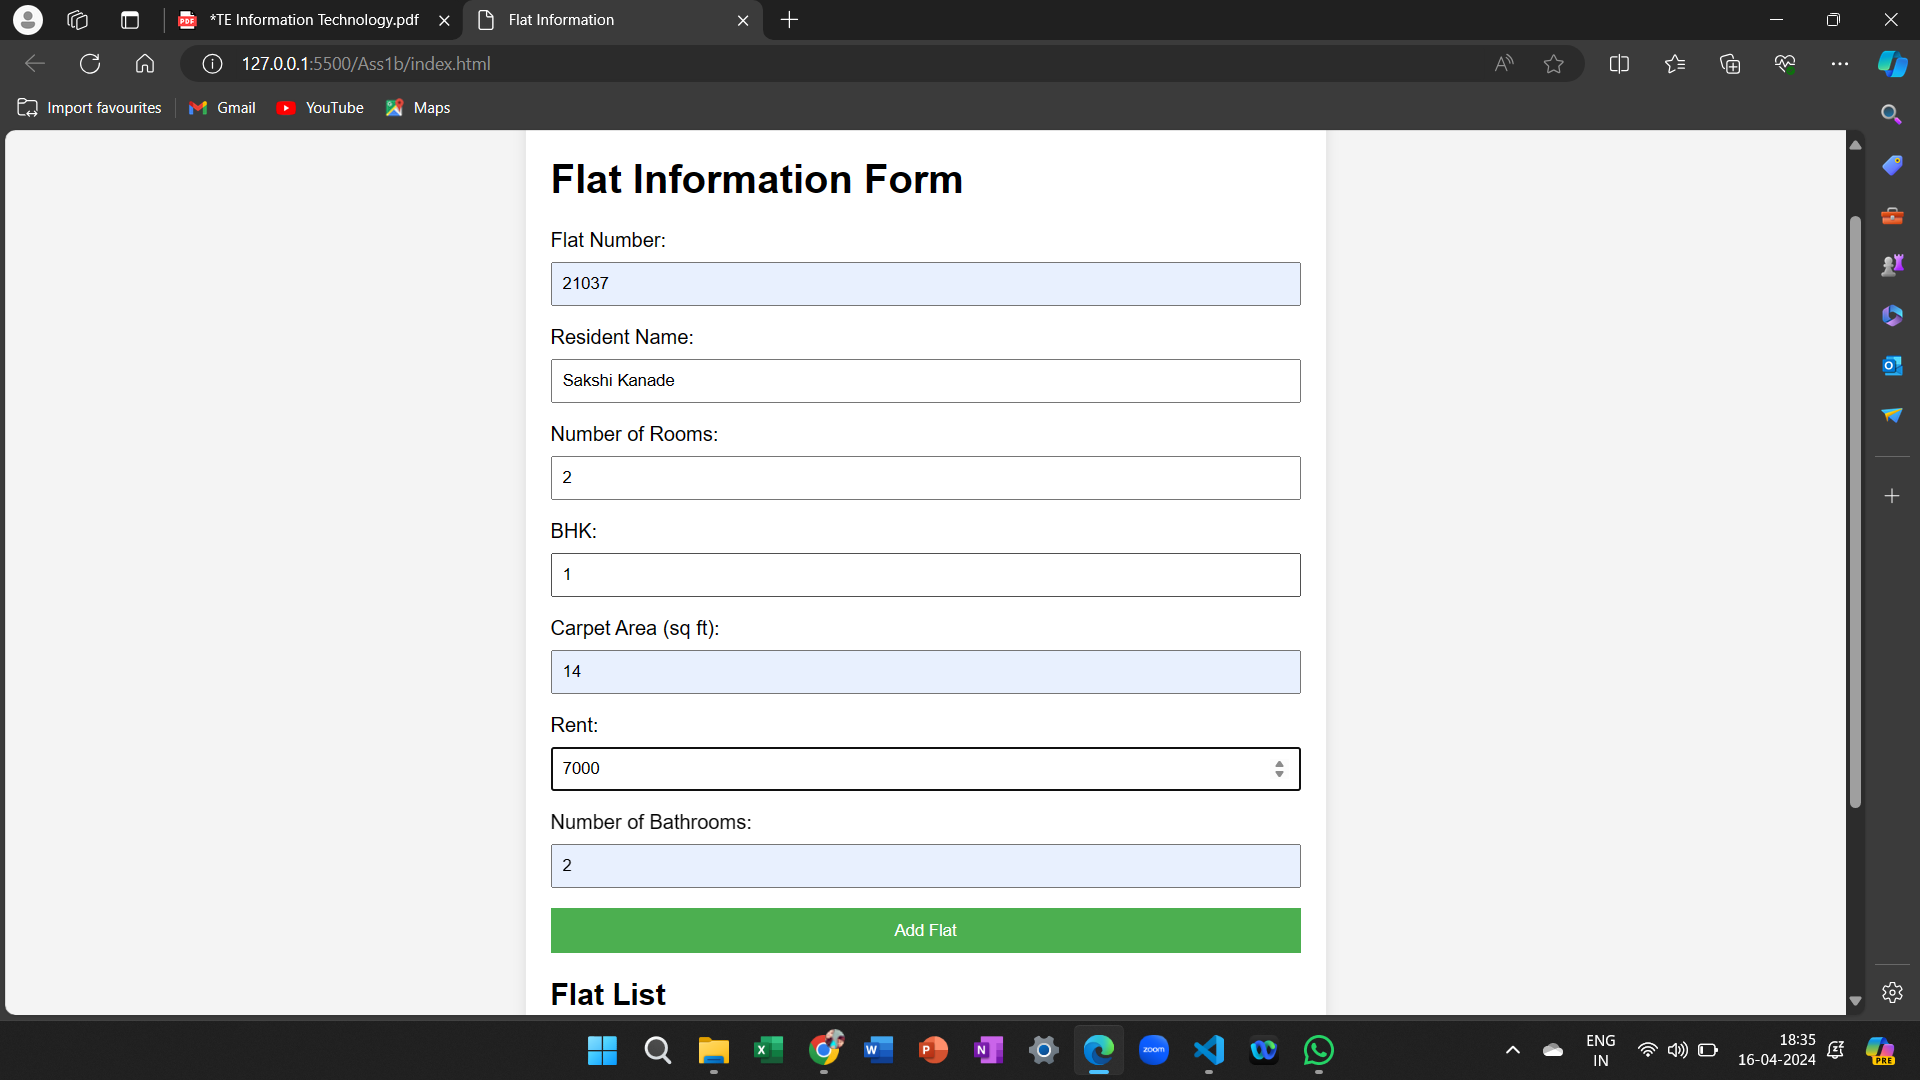 *TE Information Technology.pdf
Flat Information
127.0.0.1:5500/Ass1b/index.html
Import favourites
Gmail
YouTube
Maps
Flat Information Form
Flat Number:
21037
Resident Name:
Sakshi Kanade
Number of Rooms:
2
BHK:
1
Carpet Area (sq ft):
14
Rent:
7000
Number of Bathrooms:
2
Add Flat
Flat List
zoom
ENG
IN
18:35
16-04-2024
PRE